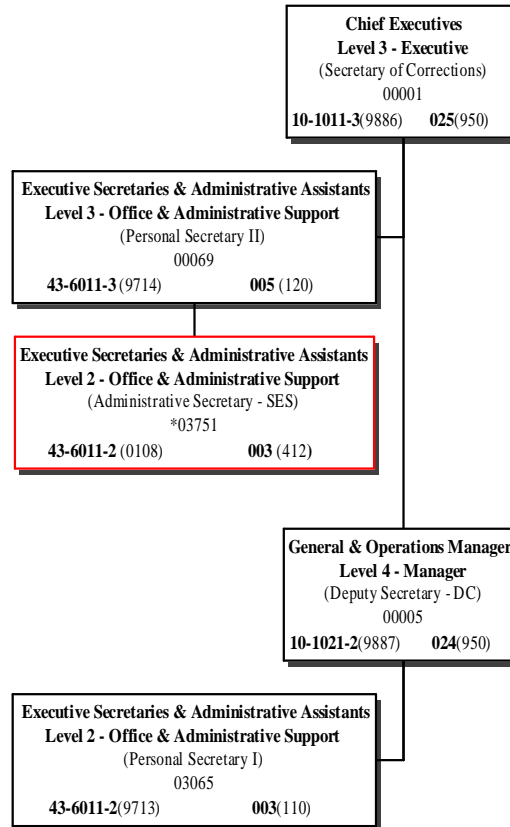 Chief Executives
Level 3 - Executive
(Secretary of Corrections)
00001
10-1011-3(9886) 025(950)
Executive Secretaries & Administrative Assistants
Level 3 - Office & Administrative Support
(Personal Secretary II)
00069
43-6011-3 (9714) 005 (120)
Executive Secretaries & Administrative Assistants
Level 2 - Office & Administrative Support
(Administrative Secretary - SES)
*03751
43-6011-2 (0108) 003 (412)
General & Operations Manager
Level 4 - Manager
(Deputy Secretary - DC)
00005
10-1021-2(9887) 024(950)
Executive Secretaries & Administrative Assistants
Level 2 - Office & Administrative Support
(Personal Secretary I)
03065
43-6011-2(9713) 003(110)